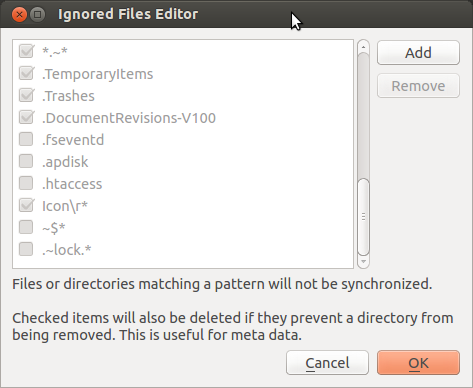 Ignored Files Editor
*.~*
.TemporaryItems
.Trashes
.DocumentRevisions-V100
.fseventd
.apdisk
.htaccess
Icon\r*
~$*
.~lock.*
Add
Remove
Files or directories matching a pattern will not be synchronized.
Checked items will also be deleted if they prevent a directory from
being removed. This is useful for meta data.
Cancel
OK